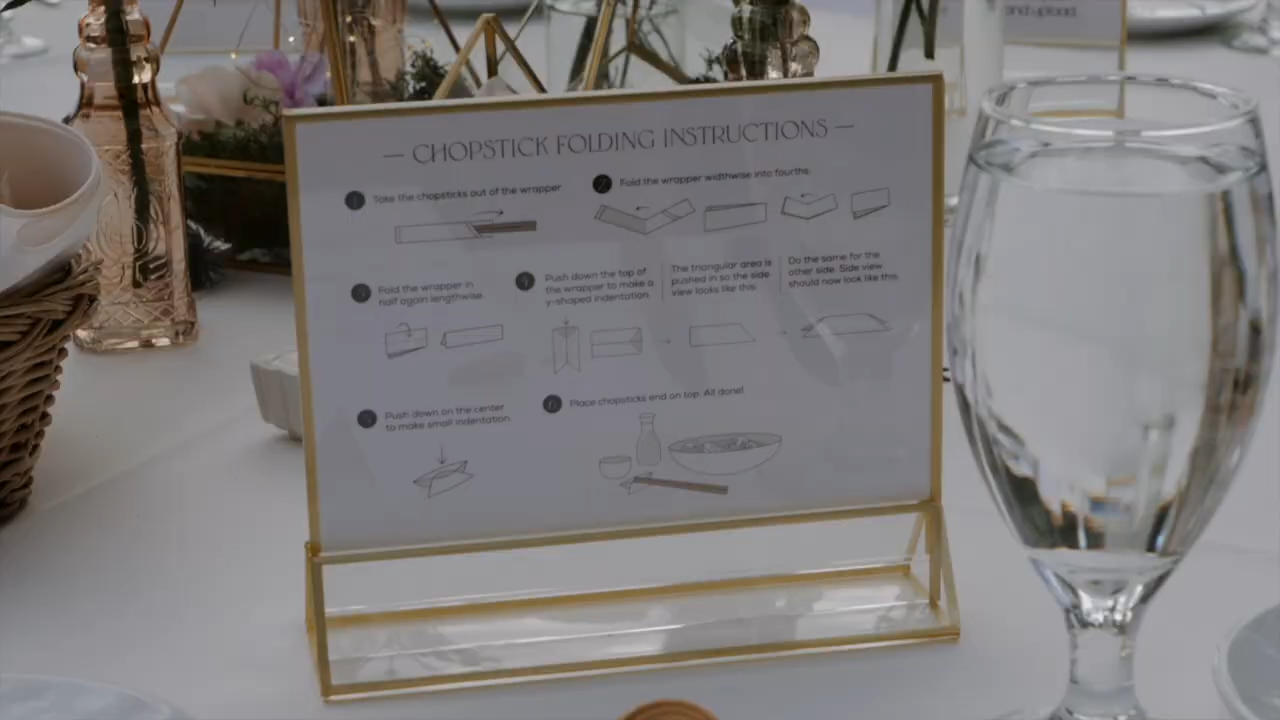 — CHOPSTICK FOLDING INSTRUCTIONS —
1 Take the chopsticks out of the wrapper
2 Fold the wrapper widthwise into fourths.
3 Fold the wrapper in
half again lengthwise.
4 Push down the top of
the wrapper to make a
y-shaped indentation.
The triangular area is
pushed in so the side
view looks like this.
Do the same for the
other side. Side view
should now look like this.
5 Push down on the center
to make small indentation.
6 Place chopsticks end on top. All done!
and upload